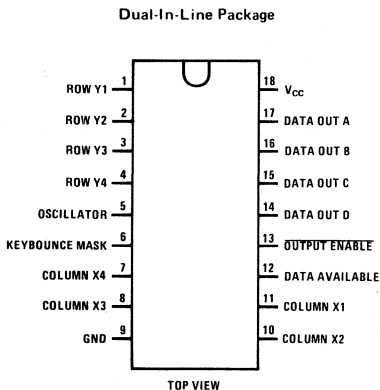 Dual-In-Line Package
ROW Y1 1 18 VCC
ROW Y2 2 17 DATA OUT A
ROW Y3 3 16 DATA OUT B
ROW Y4 4 15 DATA OUT C
OSCILLATOR 5 14 DATA OUT D
KEYBOUNCE MASK 6 13 OUTPUT ENABLE
COLUMN X4 7 12 DATA AVAILABLE
COLUMN X3 8 11 COLUMN X1
GND 9 10 COLUMN X2
TOP VIEW